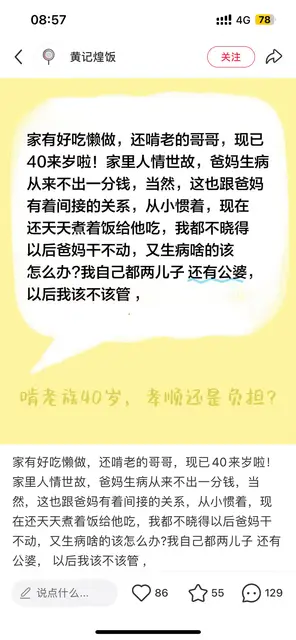 08:57
4G
78
黄记煌饭
关注
家有好吃懒做，还啃老的哥哥，现已
40来岁啦！家里人情世故，爸妈生病
从来不出一分钱，当然，这也跟爸妈
有着间接的关系，从小惯着，现在
还天天煮着饭给他吃，我都不晓得
以后爸妈干不动，又生病啥的该
怎么办?我自己都两儿子 还有公婆，
以后我该不该管 ，
啃老族40岁，孝顺还是负担?
家有好吃懒做，还啃老的哥哥，现已40来岁啦！
家里人情世故，爸妈生病从来不出一分钱，当
然，这也跟爸妈有着间接的关系，从小惯着，现
在还天天煮着饭给他吃，我都不晓得以后爸妈干
不动，又生病啥的该怎么办?我自己都两儿子 还有
公婆， 以后我该不该管 ，
说点什么...
86
55
129